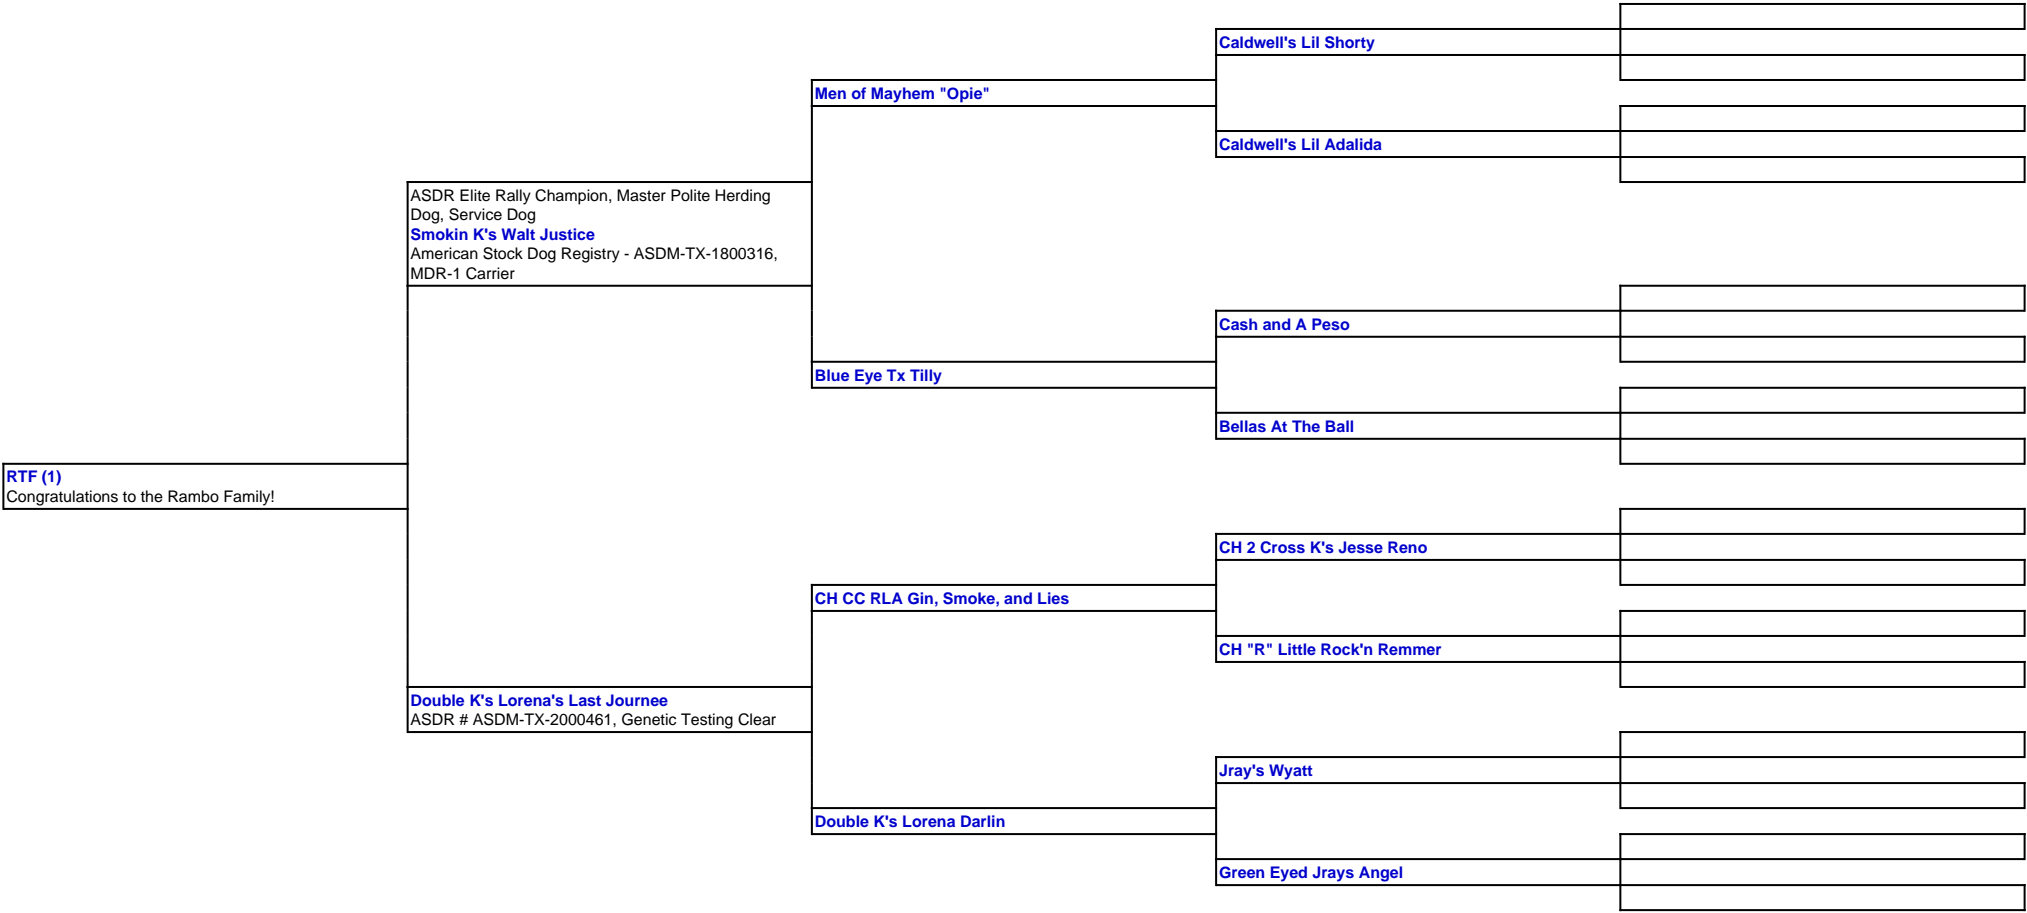 Caldwell's Lil Shorty
Men of Mayhem "Opie"
Caldwell's Lil Adalida
ASDR Elite Rally Champion, Master Polite Herding
Dog, Service Dog
Smokin K's Walt Justice
American Stock Dog Registry - ASDM-TX-1800316,
MDR-1 Carrier
Cash and A Peso
Blue Eye Tx Tilly
Bellas At The Ball
RTF (1)
Congratulations to the Rambo Family!
CH 2 Cross K's Jesse Reno
CH CC RLA Gin, Smoke, and Lies
CH "R" Little Rock'n Remmer
Double K's Lorena's Last Journee
ASDR # ASDM-TX-2000461, Genetic Testing Clear
Jray's Wyatt
Double K's Lorena Darlin
Green Eyed Jrays Angel